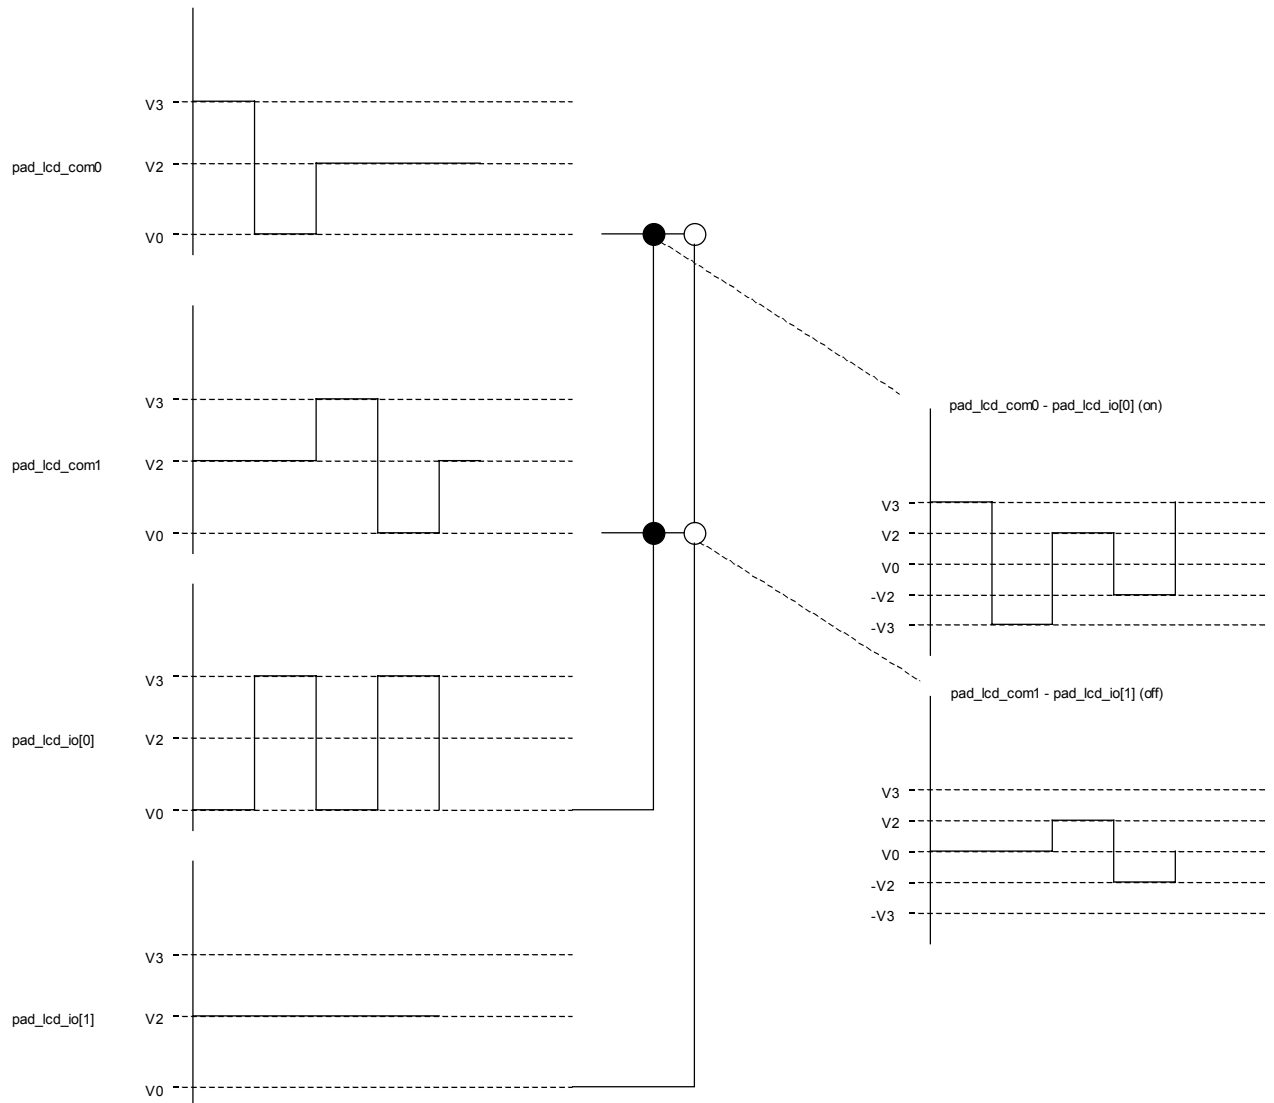 V3
pad_lcd_com0
V2
V0
V3
pad_lcd_com1
V2
V0
V3
pad_lcd_io[0]
V2
V0
V3
pad_lcd_io[1]
V2
V0
pad_lcd_com0 - pad_lcd_io[0] (on)
V3
V2
V0
-V2
-V3
pad_lcd_com1 - pad_lcd_io[1] (off)
V3
V2
V0
-V2
-V3